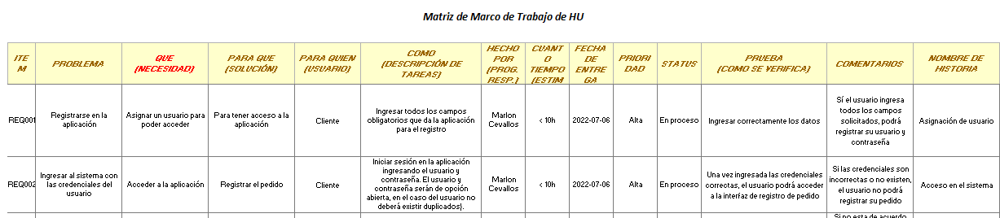 Matriz de Marco de Trabajo de HU
ITE
M
PROBLEMA
QUE
(NECESIDAD)
PARA QUE
(SOLUCIÓN)
PARA QUIEN
(USUARIO)
COMO
(DESCRIPCIÓN DE
TAREAS)
HECHO
POR
(PROG.
RESP.)
CUANT
O
TIEMPO
(ESTIM
FECHA
DE
ENTRE
GA
PRIORI
DAD
STATUS
PRUEBA
(COMO SE VERIFICA)
COMENTARIOS
NOMBRE DE
HISTORIA
REQ001
Registrarse en la
aplicación
Asignar un usuario para
poder acceder
Para tener acceso a la
aplicación
Cliente
Ingresar todos los campos
obligatorios que da la aplicación
para el registro
Marlon
Cevallos
< 10h
2022-07-06
Alta
En proceso
Ingresar correctamente los datos
Sí el usuario ingresa
todos los campos
solicitados, podrá
registrar su usuario y
contraseña
Asignación de usuario
REQ002
Ingresar al sistema con
las credenciales del
usuario
Acceder a la aplicación
Registrar el pedido
Cliente
Iniciar sesión en la aplicación
ingresando el usuario y
contraseña. El usuario y
contraseña serán de opción
abierta, en el caso del usuario no
deberá existir duplicados}.
Marlon
Cevallos
< 10h
2022-07-06
Alta
En proceso
Una vez ingresada las credenciales
correctas, el usuario podrá acceder
a la interfaz de registro de pedido
Si las credenciales son
incorrectas o no existen,
el usuario no podrá
registrar su pedido
Acceso en el sistema
Si no esta de acuerdo